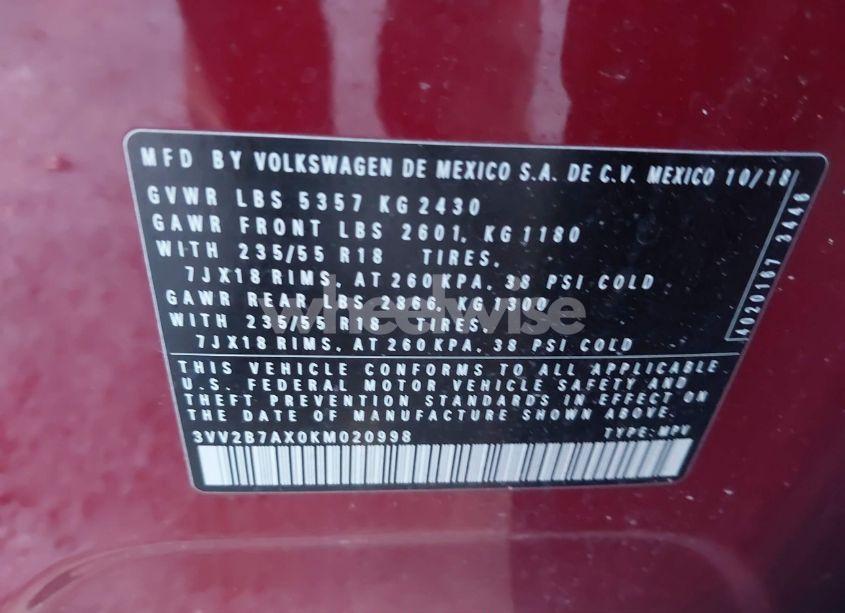 MFD BY VOLKSWAGEN DE MEXICO S.A. DE C.V. MEXICO 10/18
GVWR LBS 5357 KG 2430
GAWR FRONT LBS 2601, KG 1180
WITH 235/55 R18 TIRES,
7JX18 RIMS, AT 260 KPA, 38 PSI COLD
GAWR REAR LBS 2866, KG 1300
WITH 235/55 R18 TIRES,
7JX18 RIMS, AT 260 KPA, 38 PSI COLD
4020167 3446
wheelwise
THIS VEHICLE CONFORMS TO ALL APPLICABLE
U.S. FEDERAL MOTOR VEHICLE SAFETY AND
THEFT PREVENTION STANDARDS IN EFFECT ON
THE DATE OF MANUFACTURE SHOWN ABOVE.
3VV2B7AX0KM020998 TYPE: MPV